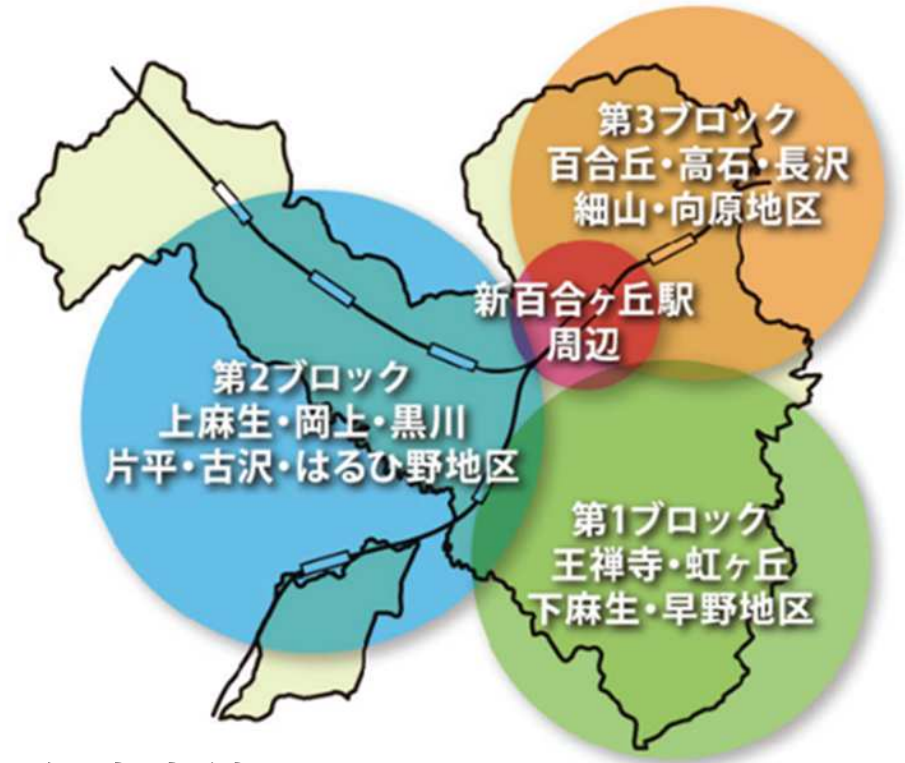 第3ブロック
百合丘・高石・長沢
細山・向原地区
新百合ヶ丘駅
周辺
第2ブロック
上麻生・岡上・黒川
片平・古沢・はるひ野地区
第1ブロック
王禅寺・虹ヶ丘
下麻生・早野地区